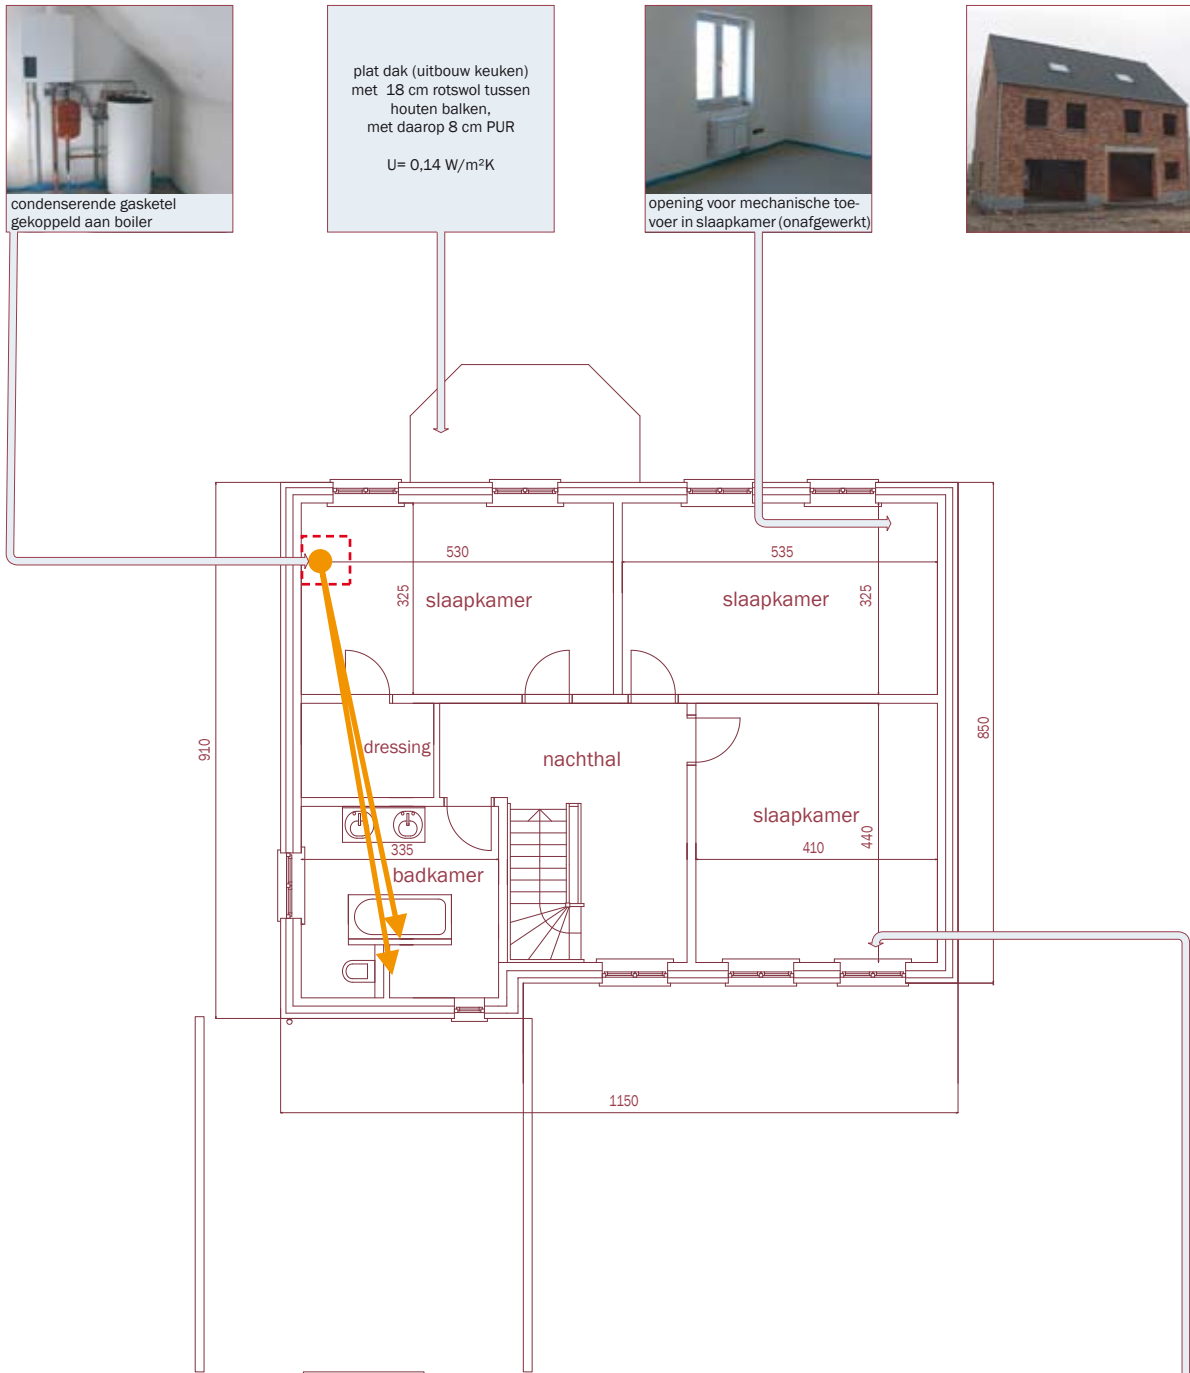 condenserende gasketel
gekoppeld aan boiler
plat dak (uitbouw keuken)
met 18 cm rotswol tussen
houten balken,
met daarop 8 cm PUR
U= 0,14 W/m²K
opening voor mechanische toe-
voer in slaapkamer (onafgewerkt)
530
535
325
slaapkamer
slaapkamer
325
910
dressing
nachthal
850
slaapkamer
440
335
410
badkamer
1150